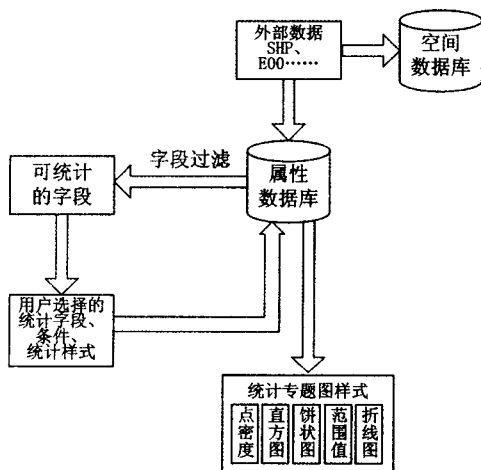 外部数据
SHP、
E00……
空间
数据库
字段过滤
可统计
的字段
属性
数据库
用户选择的
统计字段、
条件、
统计样式
统计专题图样式
点密度
直方图
饼状图
范围值
折线图